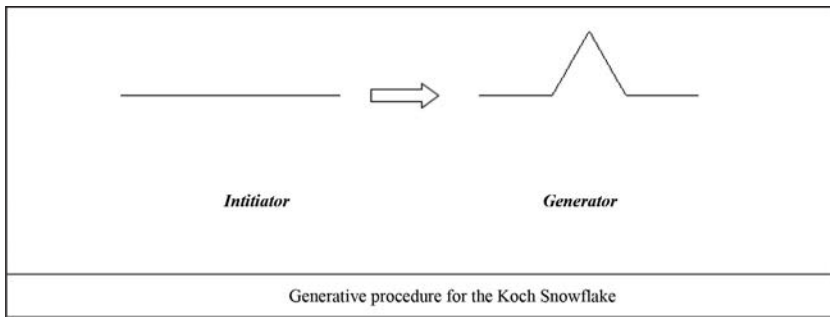 Intitiator
Generator
Generative procedure for the Koch Snowflake